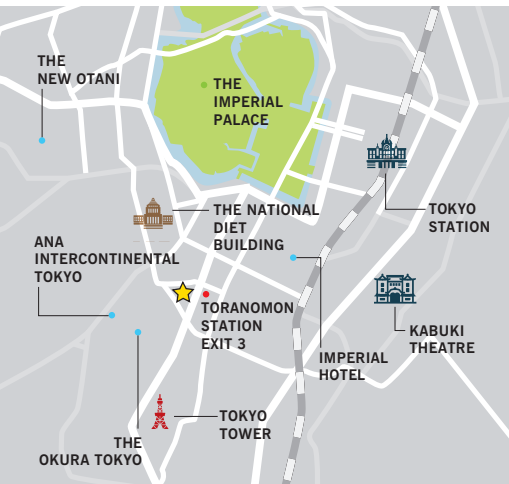 THE
NEW OTANI
THE
IMPERIAL
PALACE
THE NATIONAL
DIET
BUILDING
TOKYO
STATION
ANA
INTERCONTINENTAL
TOKYO
TORANOMON
STATION
EXIT 3
KABUKI
THEATRE
IMPERIAL
HOTEL
TOKYO
TOWER
THE
OKURA TOKYO